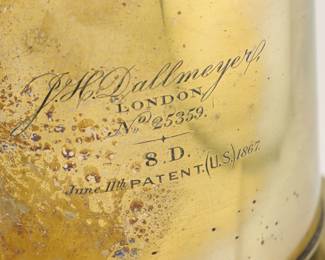 J.H. Dallmeyer,
LONDON
No 25359.
8 D.
June 11th PATENT.(U.S.)1867.